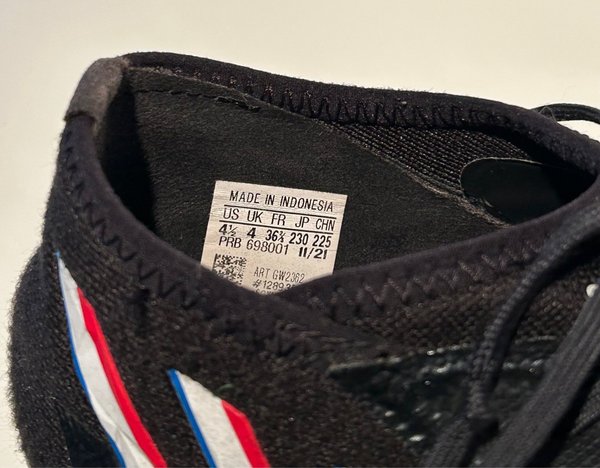 MADE IN INDONESIA
US UK FR JP CHN
4½ 4 36⅔ 230 225
PRB 698001 11/21
ART GW2362